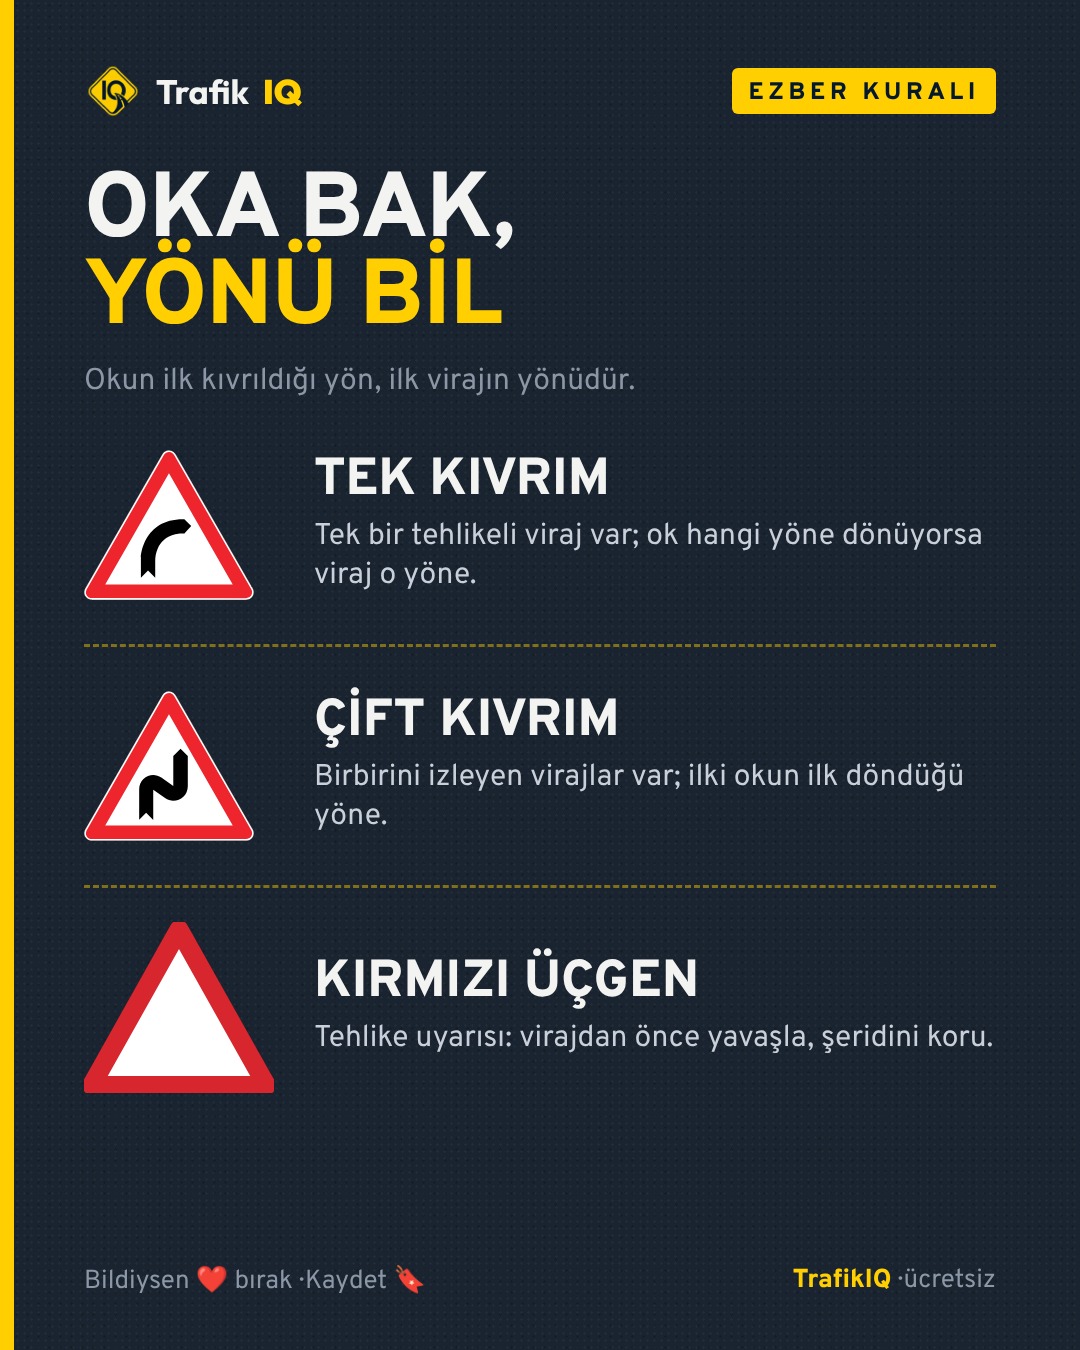 IQ
Trafik IQ
EZBER KURALI
OKA BAK,
YÖNÜ BİL
Okun ilk kıvrıldığı yön, ilk virajın yönüdür.
TEK KIVRIM
Tek bir tehlikeli viraj var; ok hangi yöne dönüyorsa
viraj o yöne.
ÇİFT KIVRIM
Birbirini izleyen virajlar var; ilki okun ilk döndüğü
yöne.
KIRMIZI ÜÇGEN
Tehlike uyarısı: virajdan önce yavaşla, şeridini koru.
Bildiysen ❤️ bırak ·Kaydet 🔖
TrafikIQ ·ücretsiz